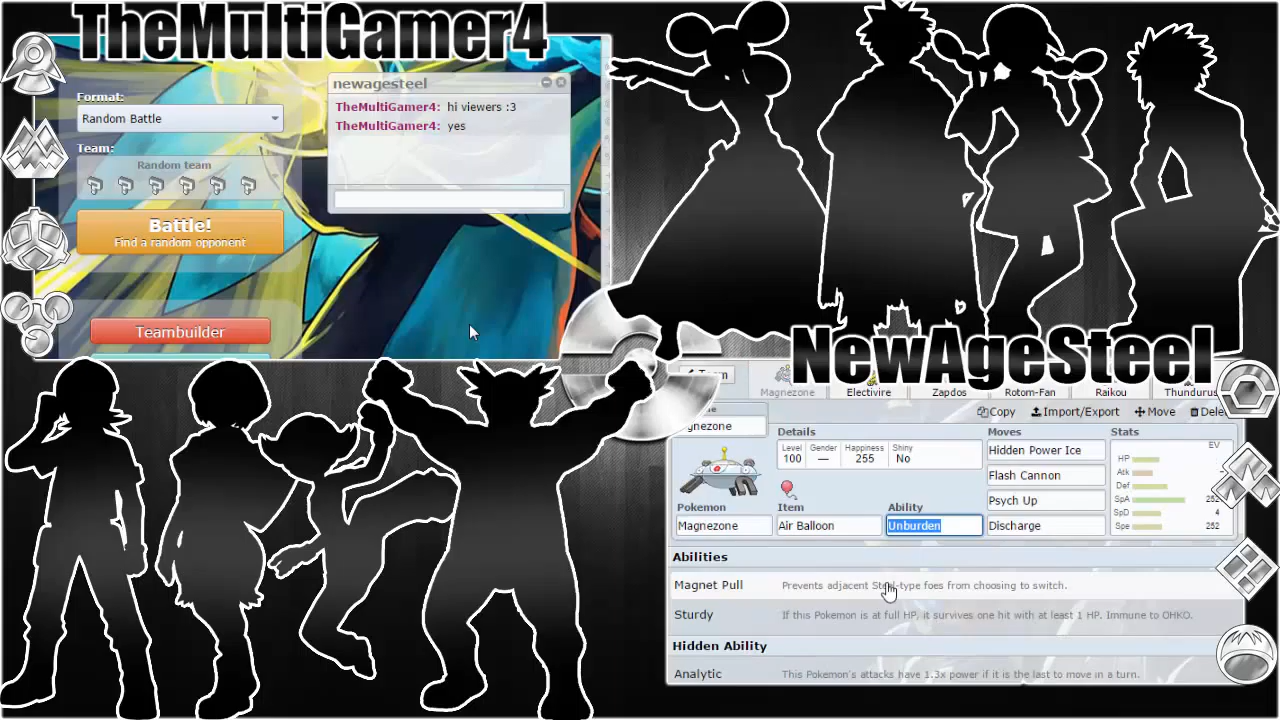 TheMultiGamer4
Format:
Random Battle
Team:
Random team
Battle!
Find a random opponent
Teambuilder
newagesteel
TheMultiGamer4: hi viewers :3
TheMultiGamer4: yes
NewAgeSteel
Magnezone
Electivire
Zapdos
Rotom-Fan
Raikou
Thundurus
Copy
Import/Export
Move
Dele
gnezone
Details
Level Gender Happiness Shiny
100 — 255 No
Moves
Hidden Power Ice
Flash Cannon
Psych Up
Discharge
Stats
EV
HP
Atk
Def
SpA 252
SpD 4
Spe 252
Pokemon
Magnezone
Item
Air Balloon
Ability
Unburden
Abilities
Magnet Pull Prevents adjacent Steel-type foes from choosing to switch.
Sturdy If this Pokemon is at full HP, it survives one hit with at least 1 HP. Immune to OHKO.
Hidden Ability
Analytic This Pokemon's attacks have 1.3x power if it is the last to move in a turn.